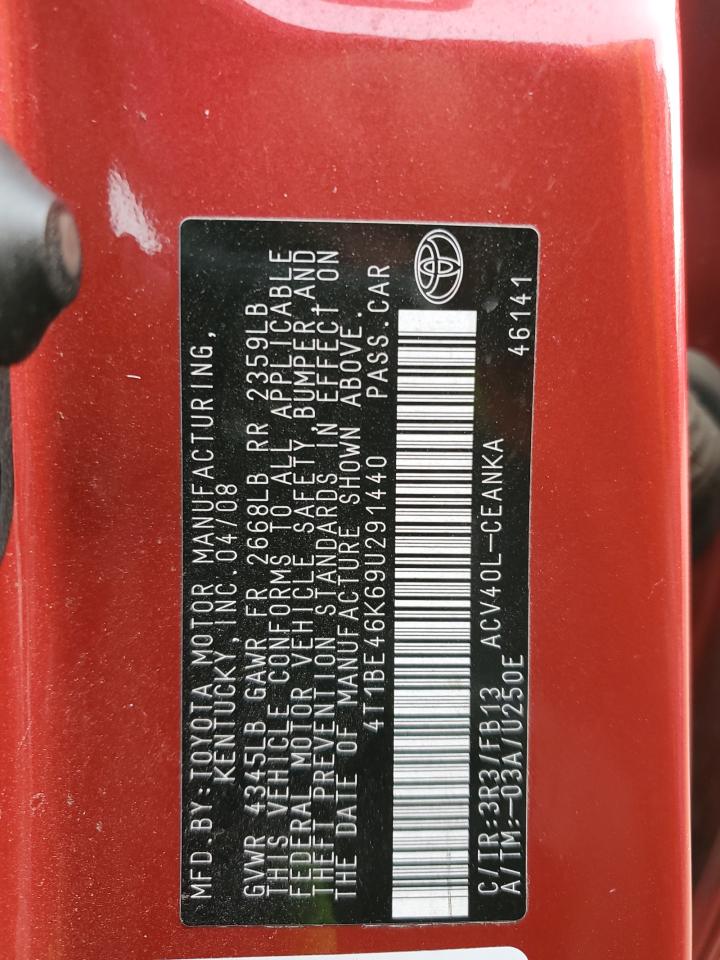 MFD.BY:TOYOTA MOTOR MANUFACTURING,
KENTUCKY, INC.04/08
GVWR 4345LB GAWR FR 2668LB RR 2359LB
THIS VEHICLE CONFORMS TO ALL APPLICABLE
FEDERAL MOTOR VEHICLE SAFETY, BUMPER, AND
THEFT PREVENTION STANDARDS IN EFFECT ON
THE DATE OF MANUFACTURE SHOWN ABOVE.
4T1BE46K69U291440 PASS.CAR
C/TR:3R3/FB13 ACV40L-CEANKA
A/TM:-03A/U250E 46141